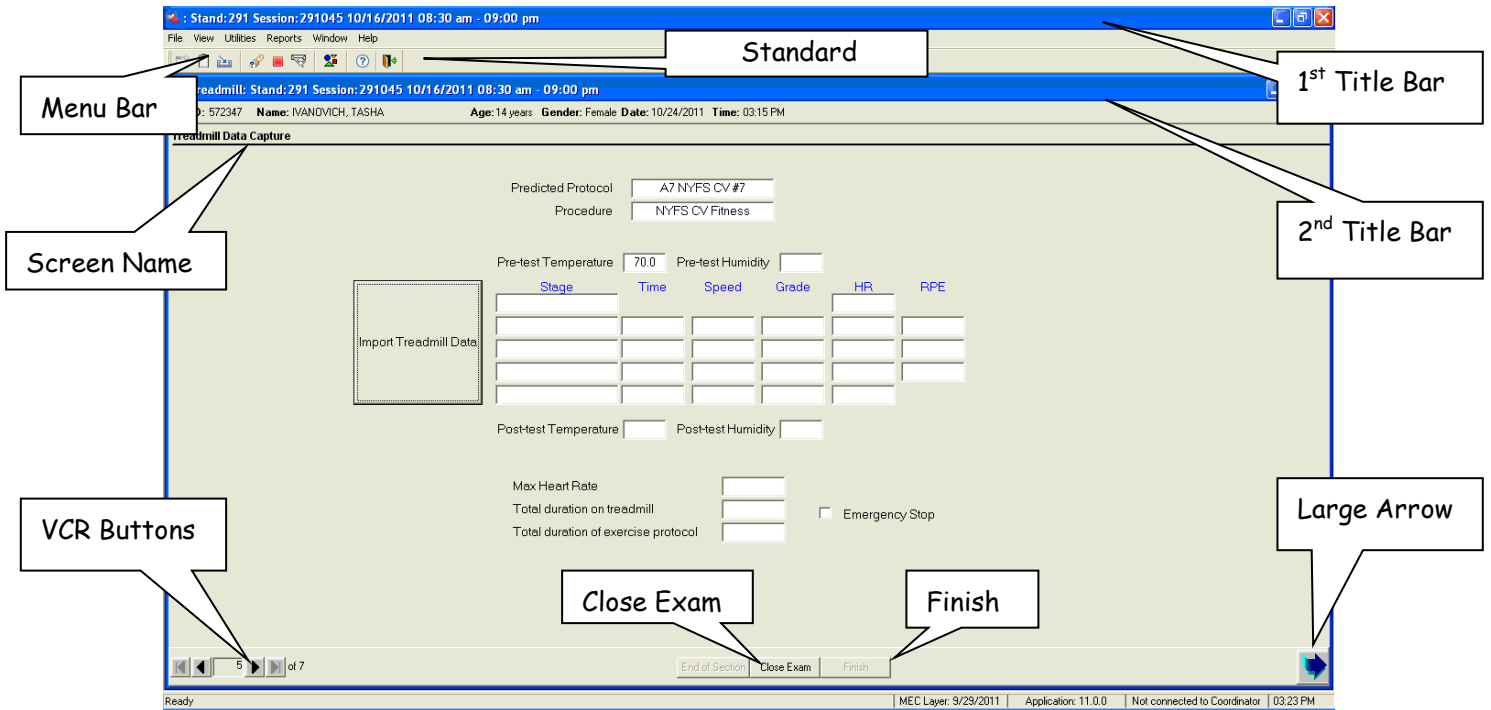 : Stand:291 Session:291045 10/16/2011 08:30 am - 09:00 pm
File View Utilities Reports Window Help
Standard
1st Title Bar
Menu Bar
readmill: Stand:291 Session:291045 10/16/2011 08:30 am - 09:00 pm
: 572347 Name: IVANOVICH, TASHA Age: 14 years Gender: Female Date: 10/24/2011 Time: 03:15 PM
Treadmill Data Capture
Predicted Protocol A7 NYFS CV #7
Procedure NYFS CV Fitness
2nd Title Bar
Screen Name
Pre-test Temperature 70.0 Pre-test Humidity
Stage Time Speed Grade HR RPE
Import Treadmill Data
Post-test Temperature Post-test Humidity
Max Heart Rate
Total duration on treadmill
Emergency Stop
Total duration of exercise protocol
VCR Buttons
Large Arrow
Close Exam
Finish
5 of 7
End of Section Close Exam Finish
Ready MEC Layer: 9/29/2011 Application: 11.0.0 Not connected to Coordinator 03:23 PM